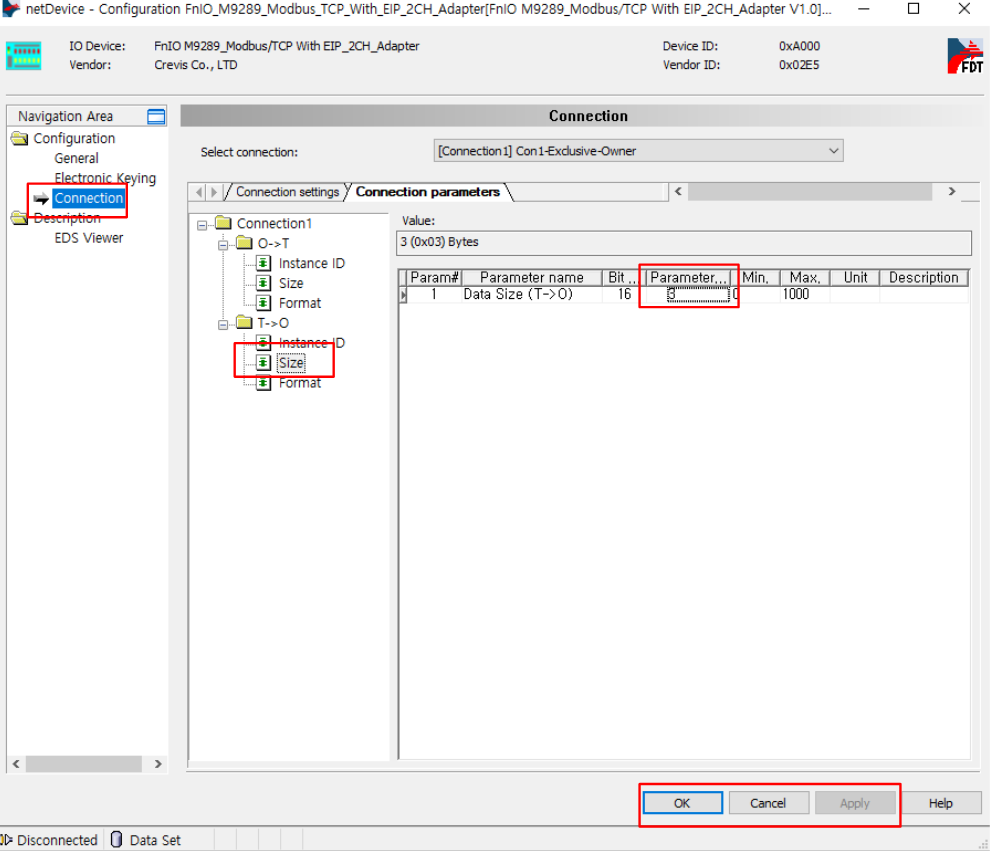 netDevice - Configuration FnIO_M9289_Modbus_TCP_With_EIP_2CH_Adapter[FnIO M9289_Modbus/TCP With EIP_2CH_Adapter V1.0]...
IO Device: FnIO M9289_Modbus/TCP With EIP_2CH_Adapter Device ID: 0xA000
Vendor: Crevis Co., LTD Vendor ID: 0x02E5
FDT
Navigation Area
Configuration
General
Electronic Keying
Connection
Description
EDS Viewer
Connection
Select connection: [Connection1] Con1-Exclusive-Owner
Connection settings Connection parameters
Connection1
O->T
Instance ID
Size
Format
T->O
Instance ID
Size
Format
Value:
3 (0x03) Bytes
Param# Parameter name Bit ... Parameter... Min, Max, Unit Description
1 Data Size (T->O) 16 3 0 1000
OK Cancel Apply Help
Disconnected Data Set